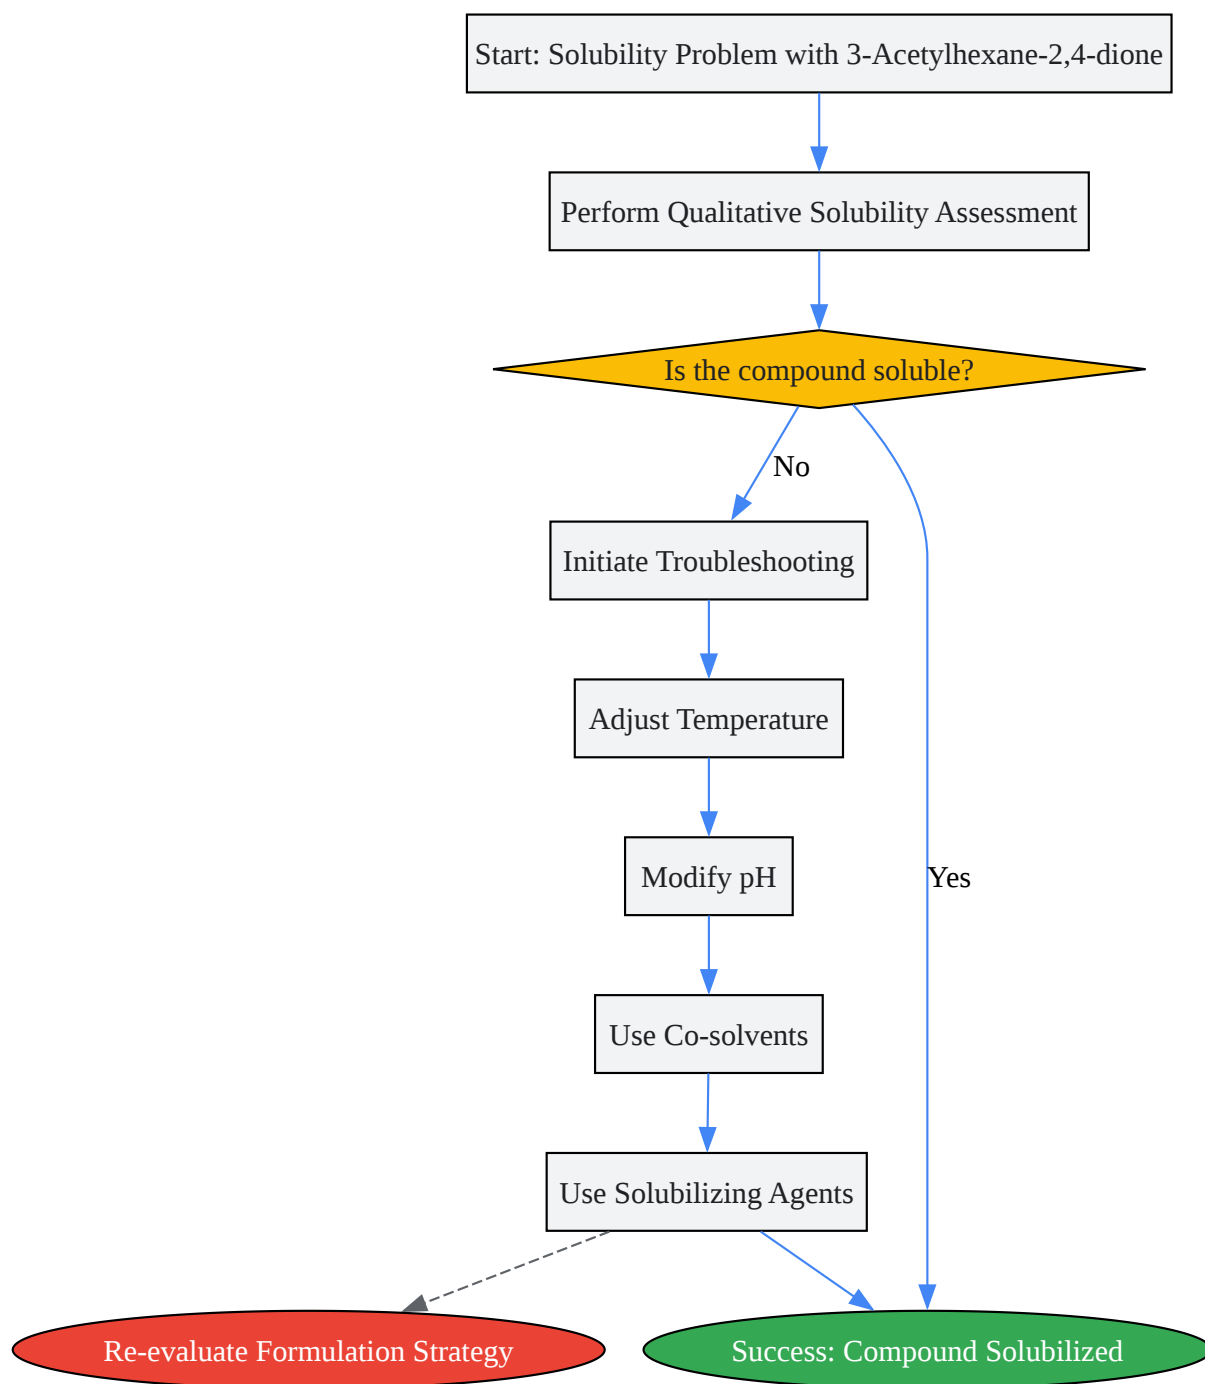 Start: Solubility Problem with 3-Acetylhexane-2,4-dione
Perform Qualitative Solubility Assessment
Is the compound soluble?
No
Initiate Troubleshooting
Adjust Temperature
Modify pH
Yes
Use Co-solvents
Use Solubilizing Agents
Re-evaluate Formulation Strategy
Success: Compound Solubilized